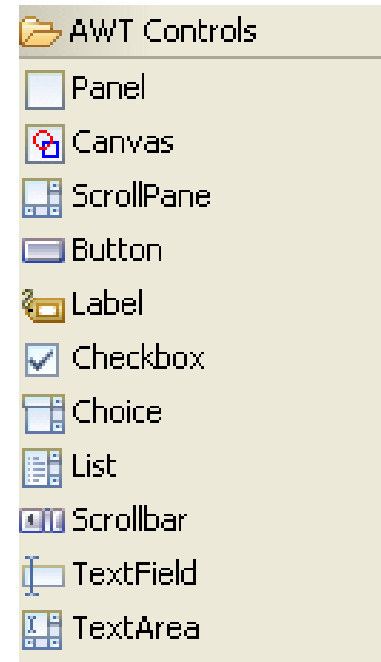 AWT Controls
Panel
Canvas
ScrollPane
Button
Label
Checkbox
Choice
List
Scrollbar
TextField
TextArea